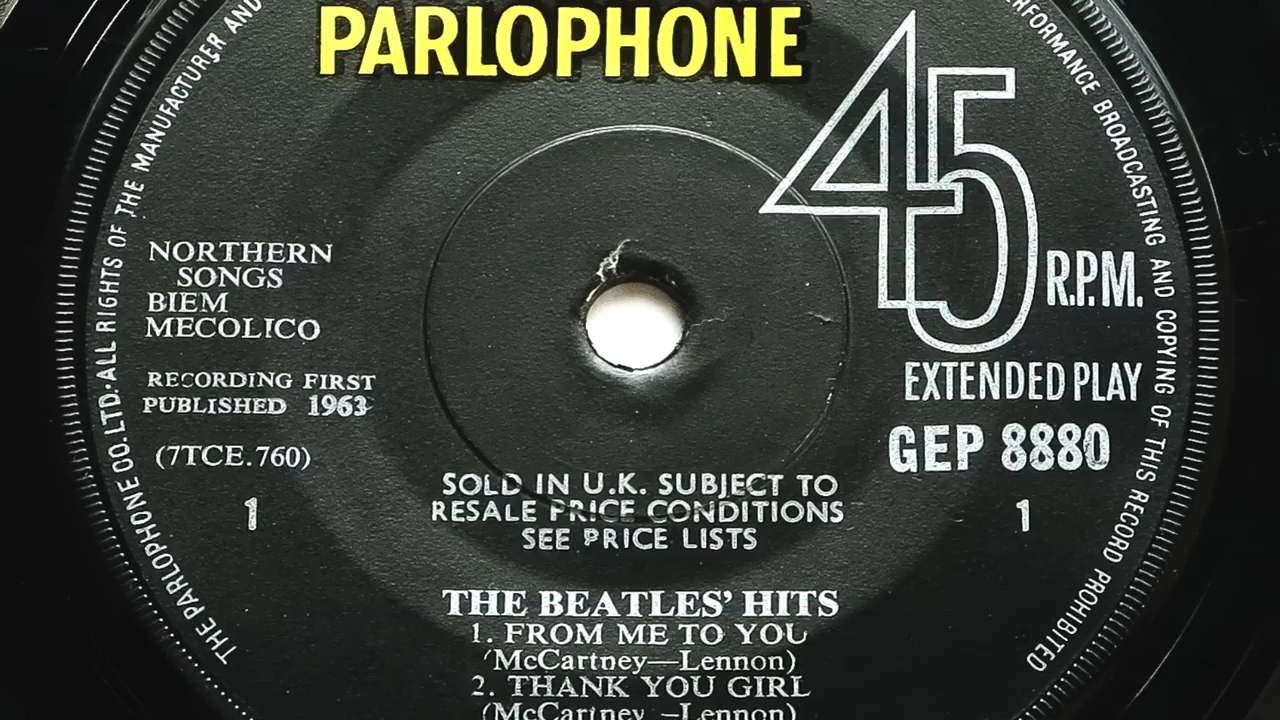 PARLOPHONE
45
R.P.M.
EXTENDED PLAY
GEP 8880
1
NORTHERN
SONGS
BIEM
MECOLICO
RECORDING FIRST
PUBLISHED 1963
(7TCE.760)
1
SOLD IN U.K. SUBJECT TO
RESALE PRICE CONDITIONS
SEE PRICE LISTS
THE BEATLES' HITS
1. FROM ME TO YOU
(McCartney—Lennon)
2. THANK YOU GIRL
(McCartney—Lennon)
THE PARLOPHONE CO.LTD·ALL RIGHTS OF THE MANUFACTURER AND
BROADCASTING AND COPYING OF THIS RECORD PROHIBITED